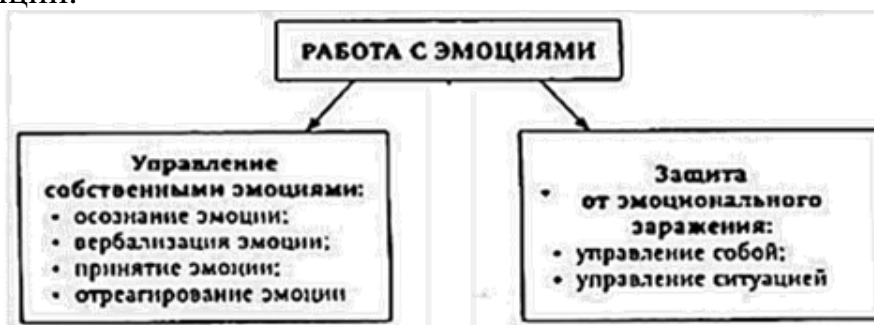 РАБОТА С ЭМОЦИЯМИ
Управление
собственными эмоциями:
• осознание эмоции;
• вербализация эмоции;
• принятие эмоции;
• отреагирование эмоции
Защита
• от эмоционального
заражения:
• управление собой;
• управление ситуацией